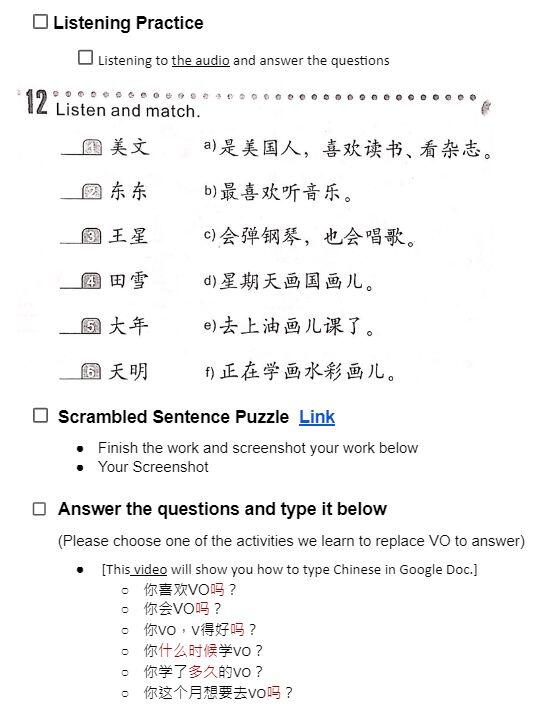 Listening Practice
Listening to the audio and answer the questions
12 Listen and match.
1 美文 a) 是美国人，喜欢读书、看杂志。
2 东东 b) 最喜欢听音乐。
3 王星 c) 会弹钢琴，也会唱歌。
4 田雪 d) 星期天画国画儿。
5 大年 e) 去上油画儿课了。
6 天明 f) 正在学画水彩画儿。
Scrambled Sentence Puzzle Link
Finish the work and screenshot your work below
Your Screenshot
Answer the questions and type it below
(Please choose one of the activities we learn to replace VO to answer)
[This video will show you how to type Chinese in Google Doc.]
你喜欢VO吗？
你会VO吗？
你VO，V得好吗？
你什么时候学VO？
你学了多久的VO？
你这个月想要去VO吗？